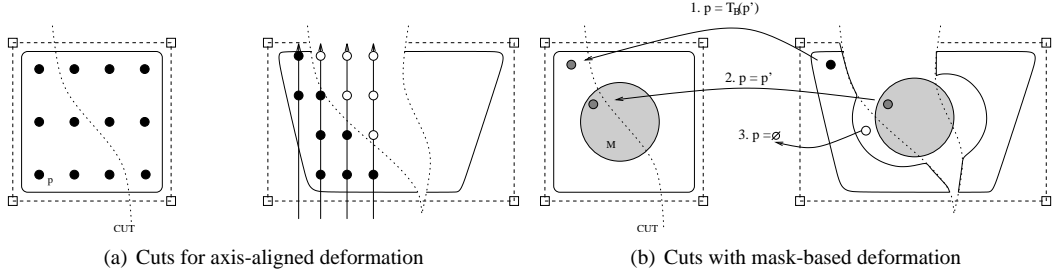 1. p = T_B(p’)
2. p = p’
3. p = ∅
p
M
CUT
CUT
(a) Cuts for axis-aligned deformation
(b) Cuts with mask-based deformation